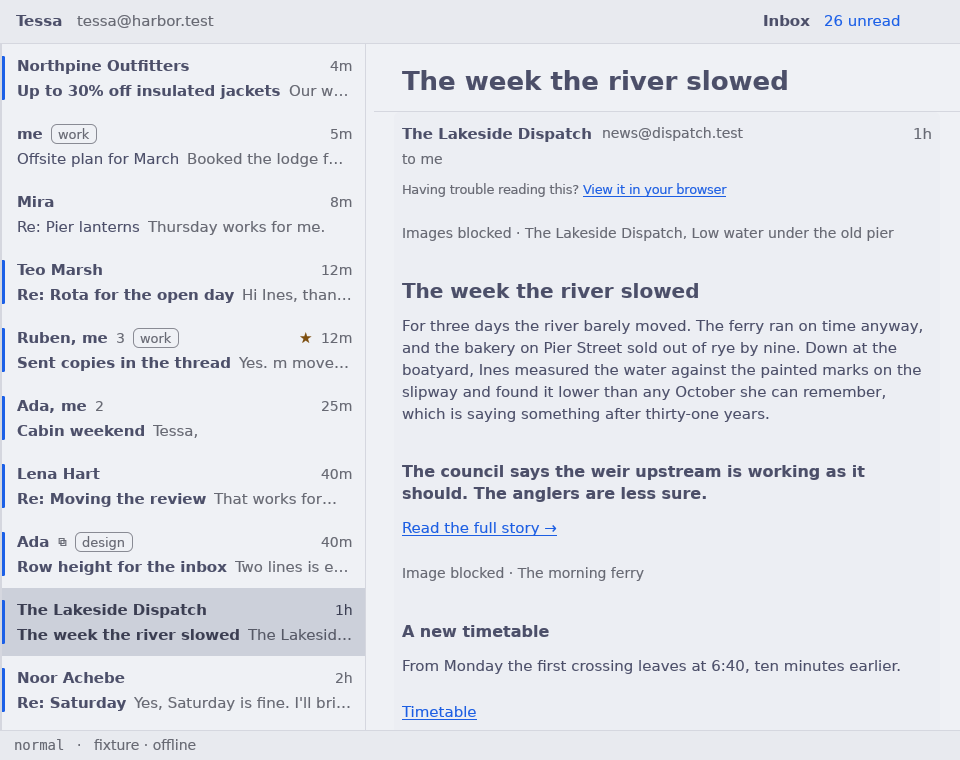 Tessa tessa@harbor.test Inbox 26 unread
Northpine Outfitters 4m
Up to 30% off insulated jackets Our w…
me work 5m
Offsite plan for March Booked the lodge f…
Mira 8m
Re: Pier lanterns Thursday works for me.
Teo Marsh 12m
Re: Rota for the open day Hi Ines, than…
Ruben, me 3 work ★ 12m
Sent copies in the thread Yes. m move…
Ada, me 2 25m
Cabin weekend Tessa,
Lena Hart 40m
Re: Moving the review That works for…
Ada design 40m
Row height for the inbox Two lines is e…
The Lakeside Dispatch 1h
The week the river slowed The Lakesid…
Noor Achebe 2h
Re: Saturday Yes, Saturday is fine. I'll bri…
The week the river slowed
The Lakeside Dispatch news@dispatch.test 1h
to me
Having trouble reading this? View it in your browser
Images blocked · The Lakeside Dispatch, Low water under the old pier
The week the river slowed
For three days the river barely moved. The ferry ran on time anyway,
and the bakery on Pier Street sold out of rye by nine. Down at the
boatyard, Ines measured the water against the painted marks on the
slipway and found it lower than any October she can remember,
which is saying something after thirty-one years.
The council says the weir upstream is working as it
should. The anglers are less sure.
Read the full story →
Image blocked · The morning ferry
A new timetable
From Monday the first crossing leaves at 6:40, ten minutes earlier.
Timetable
normal · fixture · offline